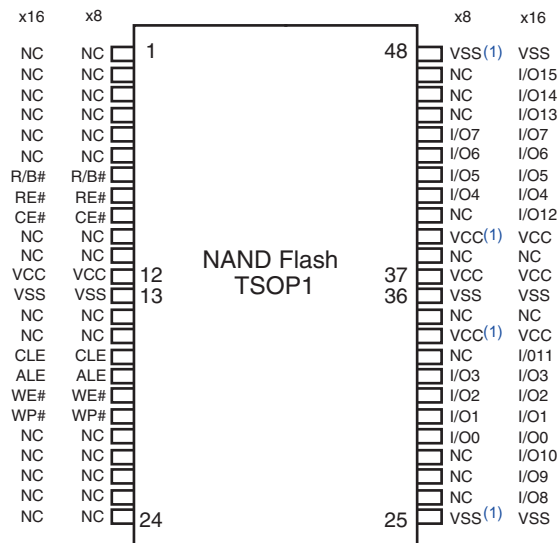 x16 x8 x8 x16
NC NC 1 48 VSS(1) VSS
NC NC NC I/O15
NC NC NC I/O14
NC NC NC I/O13
NC NC I/O7 I/O7
NC NC I/O6 I/O6
R/B# R/B# I/O5 I/O5
RE# RE# I/O4 I/O4
CE# CE# NC I/O12
NC NC VCC(1) VCC
NC NC NC NC
VCC VCC 12 37 VCC VCC
VSS VSS 13 36 VSS VSS
NAND Flash
TSOP1
NC NC NC NC
NC NC VCC(1) VCC
CLE CLE NC I/011
ALE ALE I/O3 I/O3
WE# WE# I/O2 I/O2
WP# WP# I/O1 I/O1
NC NC I/O0 I/O0
NC NC NC I/O10
NC NC NC I/O9
NC NC NC I/O8
NC NC 24 25 VSS(1) VSS